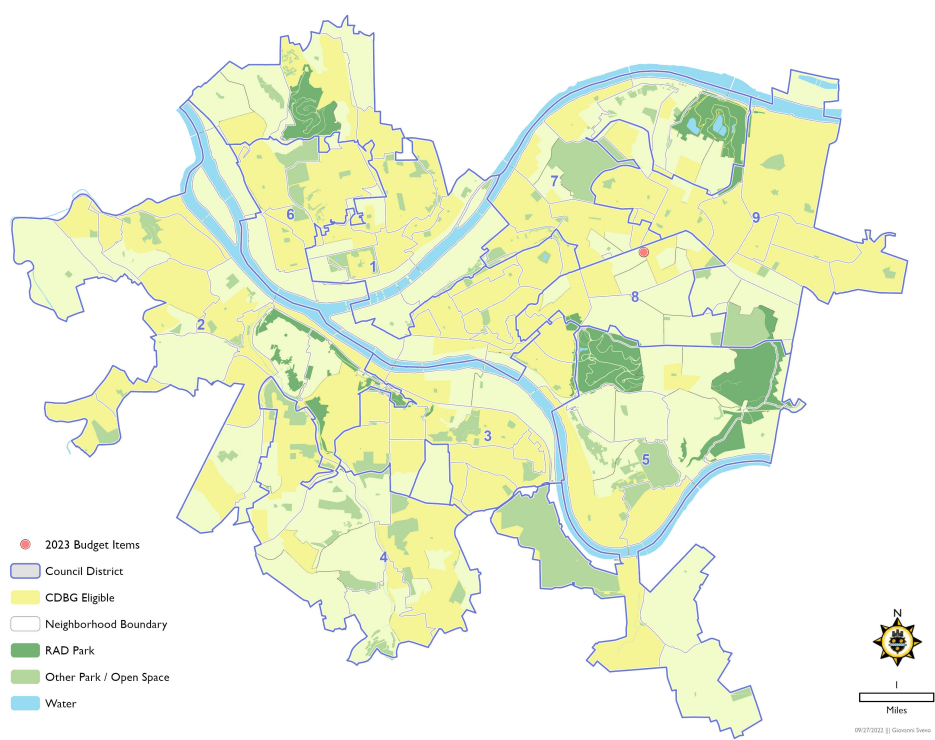 7
9
6
1
8
2
3
5
4
2023 Budget Items
Council District
CDBG Eligible
Neighborhood Boundary
RAD Park
Other Park / Open Space
Water
N
1
Miles
09/27/2022 || Giovanni Svevo